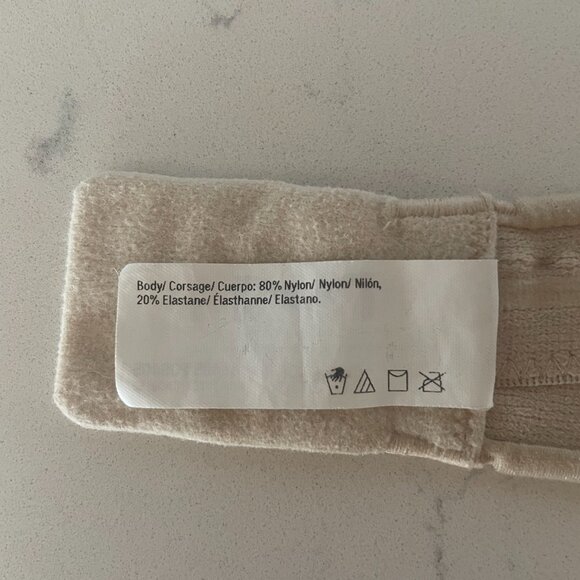 Body/ Corsage/ Cuerpo: 80% Nylon/ Nylon/ Nilón,
20% Elastane/ Élasthanne/ Elastano.